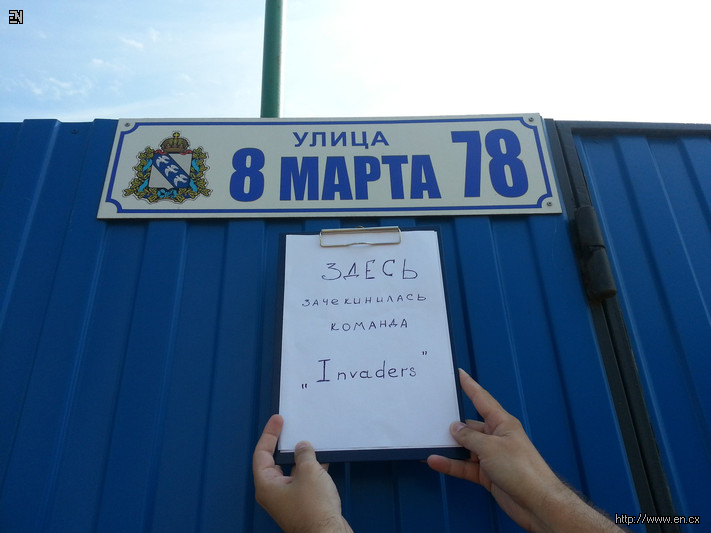 EN
УЛИЦА
8 МАРТА 78
ЗДЕСЬ
ЗАЧЕКИНИЛАСЬ
КОМАНДА
„Invaders"
http://www.en.cx